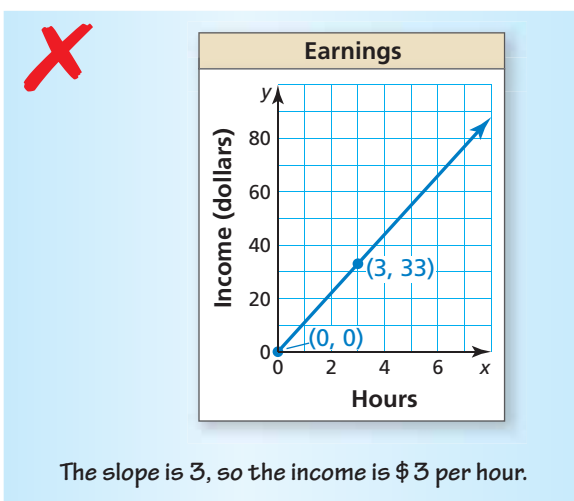 Earnings
y
Income (dollars)
80
60
40
20
0
(3, 33)
(0, 0)
0 2 4 6 x
Hours
The slope is 3, so the income is $3 per hour.